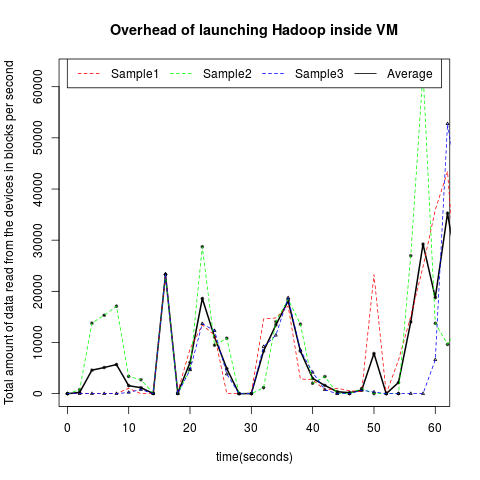 Overhead of launching Hadoop inside VM
Total amount of data read from the devices in blocks per second
Sample1 Sample2 Sample3 Average
60000
50000
40000
30000
20000
10000
0
0 10 20 30 40 50 60
time(seconds)